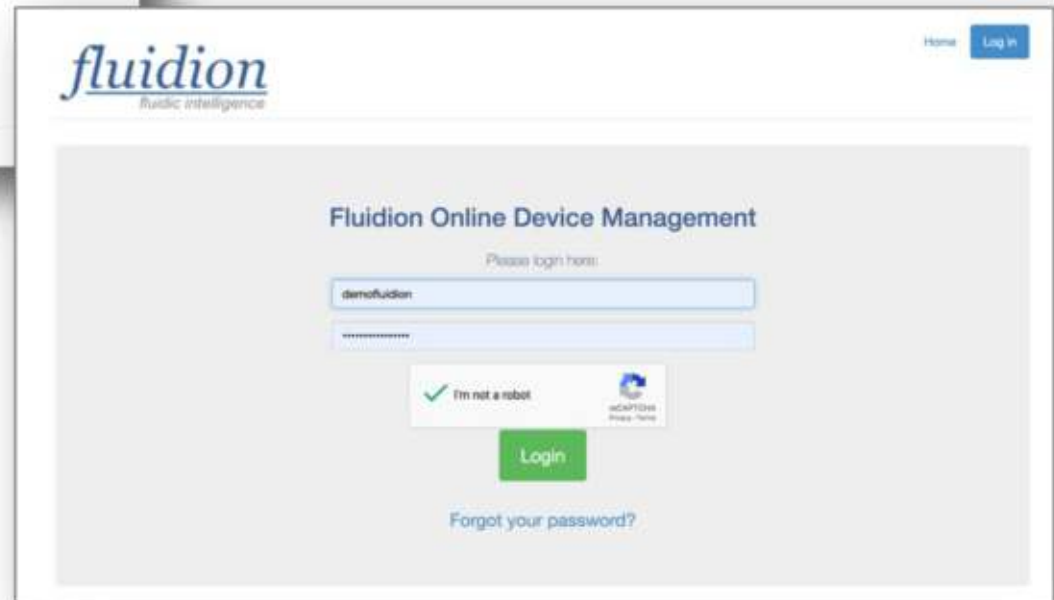 fluidion
fluidic intelligence
Home
Log in
Fluidion Online Device Management
Please login here:
demofluidion
••••••••••••••••
I'm not a robot
reCAPTCHA
Privacy - Terms
Login
Forgot your password?